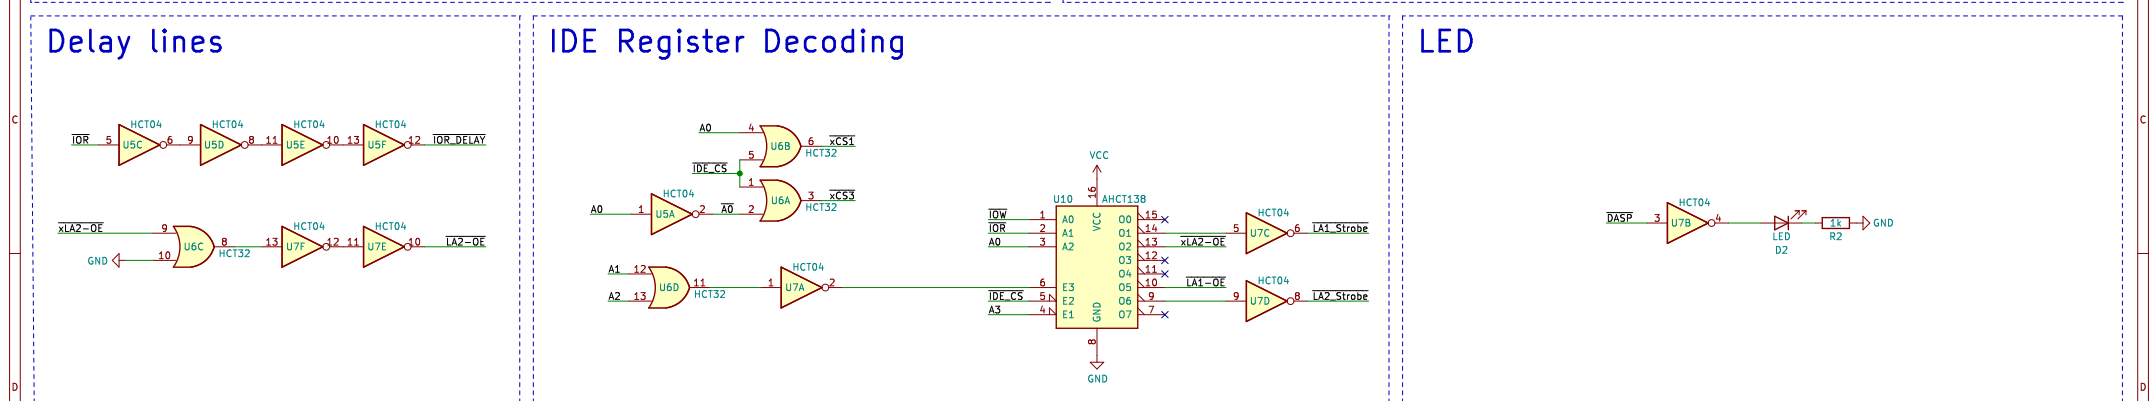 Delay lines
IDE Register Decoding
LED
C
C
HCT04
HCT04
HCT04
HCT04
IOR
5
U5C
6
9
U5D
8
11
U5E
10
13
U5F
12
IOR_DELAY
xLA2-OE
9
U6C
8
10
GND
HCT32
HCT04
13
U7F
12
HCT04
11
U7E
10
LA2-OE
A0
4
U6B
6
xCS1
5
HCT32
IDE_CS
1
U6A
3
xCS3
2
HCT32
A0
HCT04
1
U5A
2
A0
A1
12
U6D
11
A2
13
HCT32
HCT04
1
U7A
2
VCC
16
U10
AHCT138
VCC
GND
IOW
1
A0
IOR
2
A1
A0
3
A2
6
E3
IDE_CS
5
E2
A3
4
E1
O0
15
O1
14
O2
13
xLA2-OE
O3
12
O4
11
O5
10
LA1-OE
O6
9
O7
7
8
GND
HCT04
5
U7C
6
LA1_Strobe
HCT04
9
U7D
8
LA2_Strobe
DASP
HCT04
3
U7B
4
LED
D2
1k
R2
GND
D
D